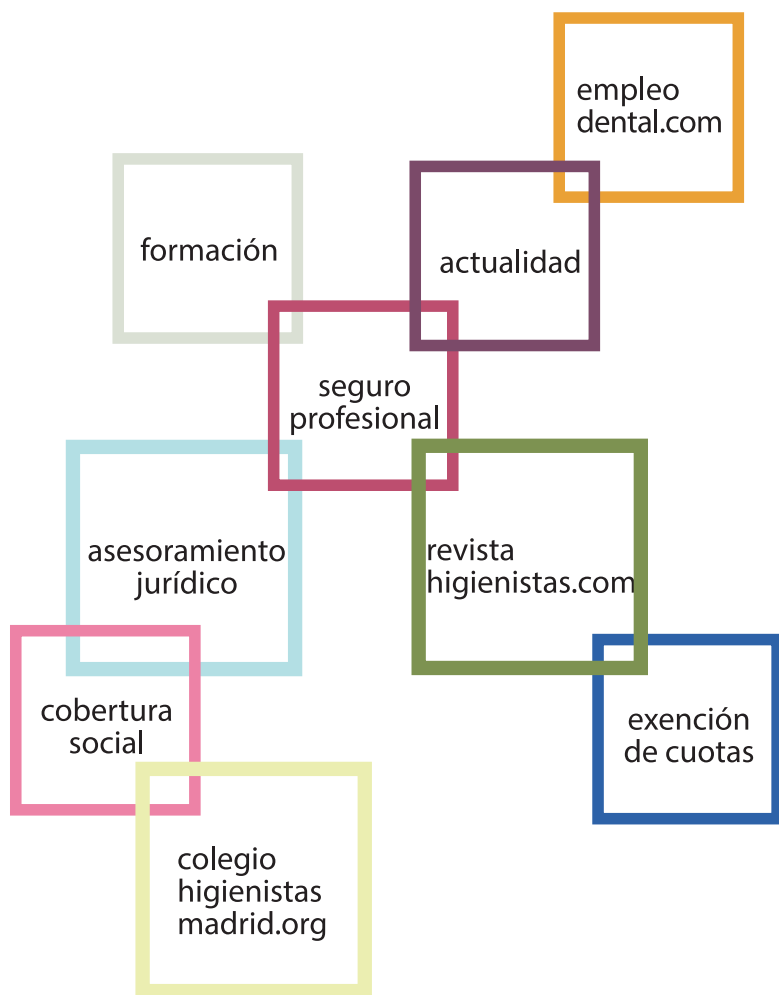 empleo
dental.com
formación
actualidad
seguro
profesional
asesoramiento
jurídico
revista
higienistas.com
cobertura
social
exención
de cuotas
colegio
higienistas
madrid.org